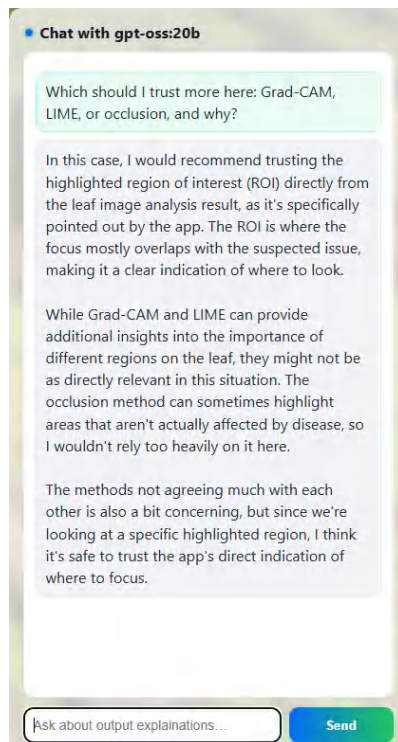 Chat with gpt-oss:20b
Which should I trust more here: Grad-CAM,
LIME, or occlusion, and why?
In this case, I would recommend trusting the
highlighted region of interest (ROI) directly from
the leaf image analysis result, as it's specifically
pointed out by the app. The ROI is where the
focus mostly overlaps with the suspected issue,
making it a clear indication of where to look.
While Grad-CAM and LIME can provide
additional insights into the importance of
different regions on the leaf, they might not be
as directly relevant in this situation. The
occlusion method can sometimes highlight
areas that aren't actually affected by disease, so
I wouldn't rely too heavily on it here.
The methods not agreeing much with each
other is also a bit concerning, but since we're
looking at a specific highlighted region, I think
it's safe to trust the app's direct indication of
where to focus.
Ask about output explainations...
Send